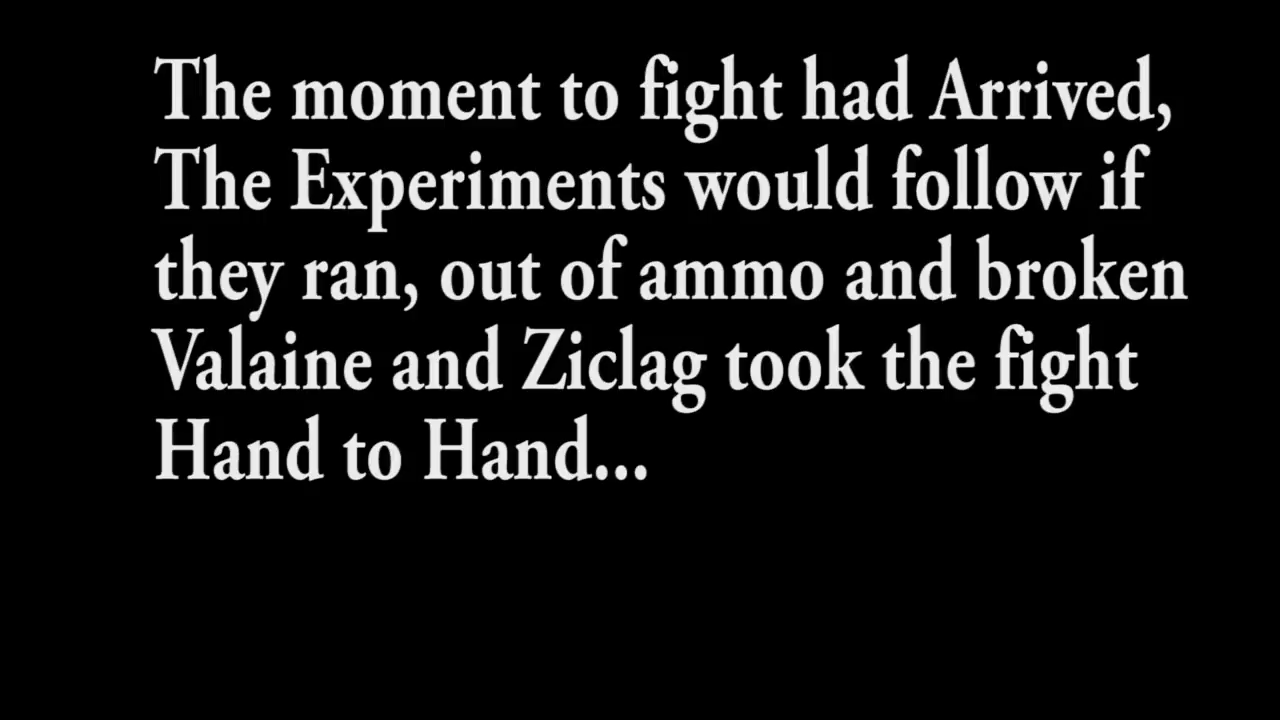 The moment to fight had Arrived,
The Experiments would follow if
they ran, out of ammo and broken
Valaine and Ziclag took the fight
Hand to Hand...